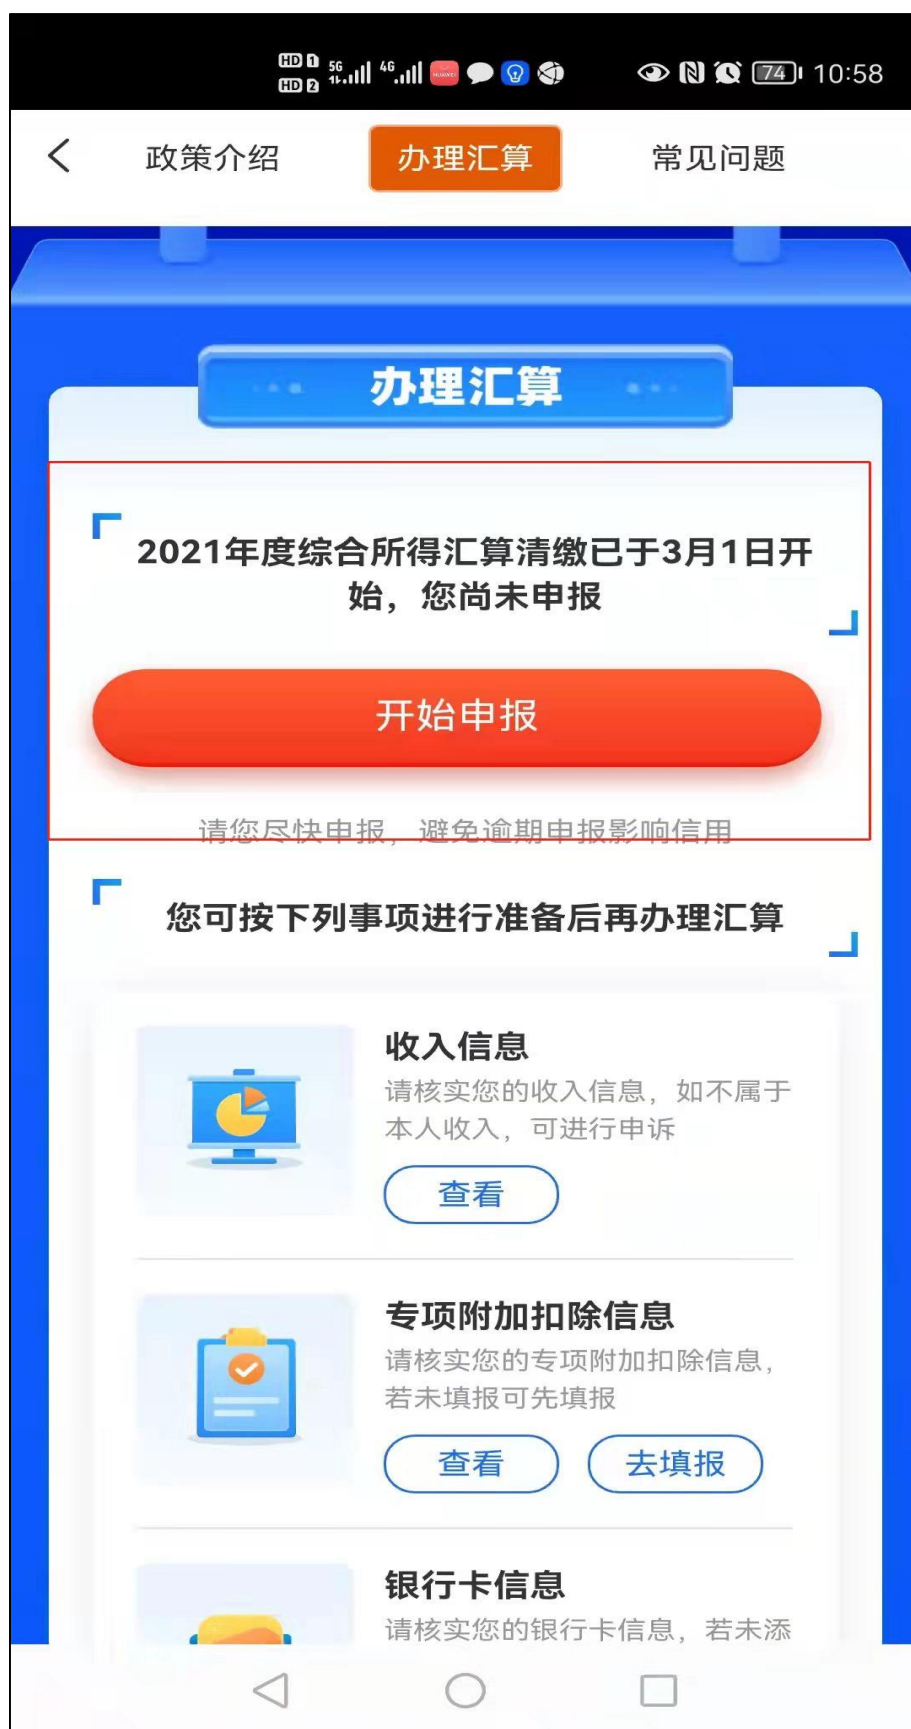 HD 1 5G 4G HUAWEI 74 10:58
HD 2
政策介绍 办理汇算 常见问题
办理汇算
2021年度综合所得汇算清缴已于3月1日开
始，您尚未申报
开始申报
请您尽快申报，避免逾期申报影响信用
您可按下列事项进行准备后再办理汇算
收入信息
请核实您的收入信息，如不属于
本人收入，可进行申诉
查看
专项附加扣除信息
请核实您的专项附加扣除信息，
若未填报可先填报
查看 去填报
银行卡信息
请核实您的银行卡信息，若未添